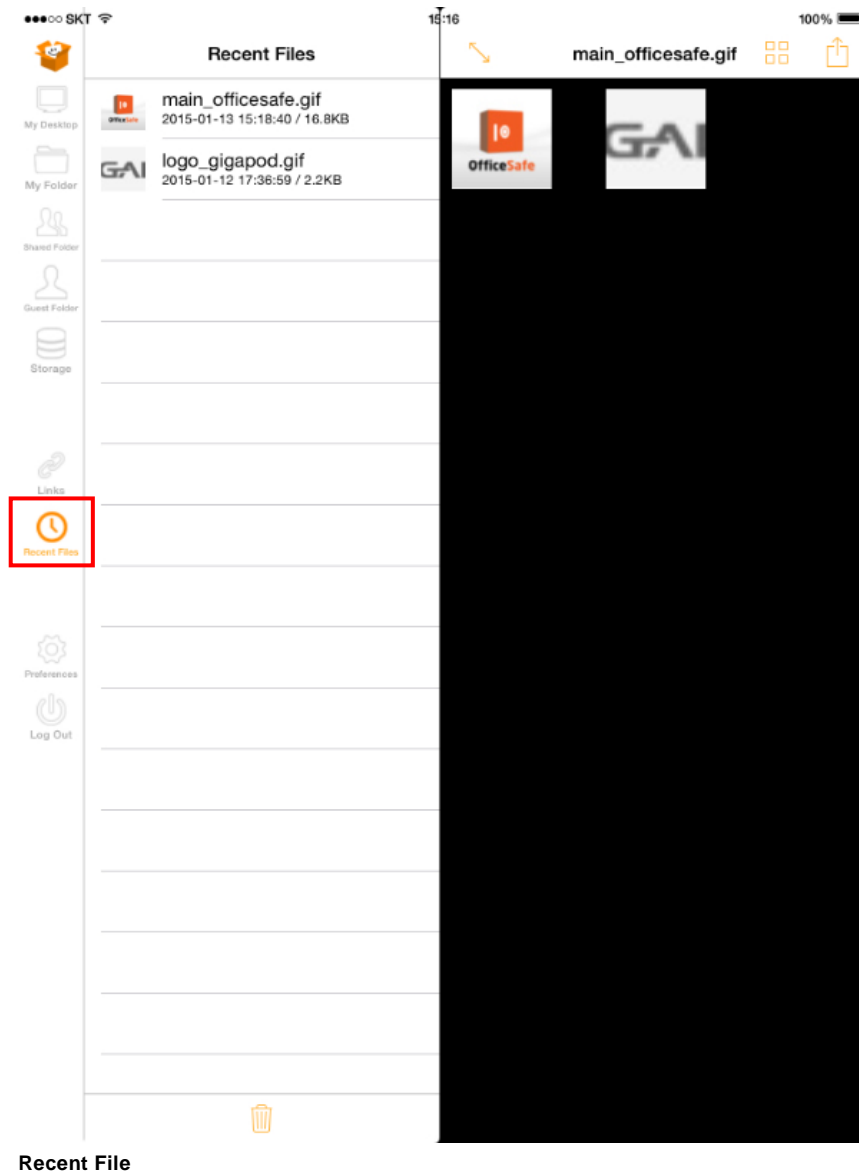 ●●●○○ SKT 15:16 100%
Recent Files
main_officesafe.gif
My Desktop
My Folder
Shared Folder
Guest Folder
Storage
Links
Recent Files
Preferences
Log Out
OfficeSafe
main_officesafe.gif
2015-01-13 15:18:40 / 16.8KB
GAI
logo_gigapod.gif
2015-01-12 17:36:59 / 2.2KB
OfficeSafe
GAI
Recent File